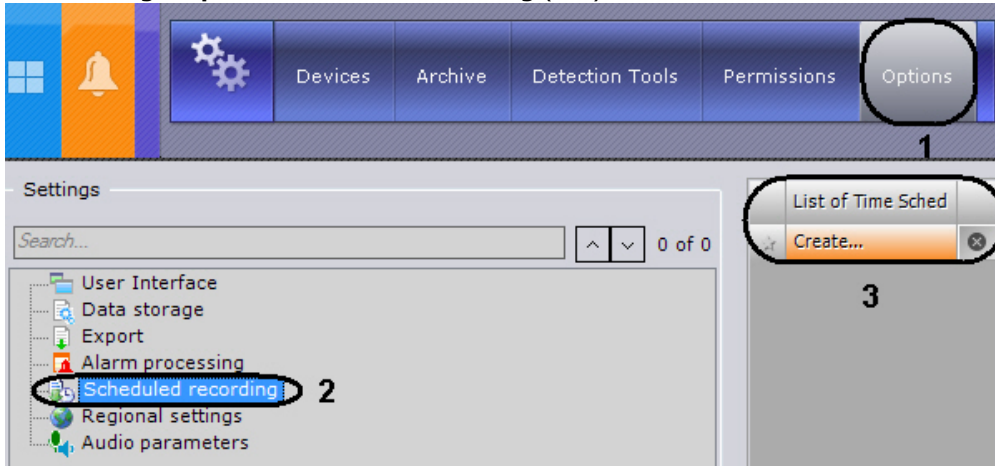 Devices Archive Detection Tools Permissions Options
1
Settings
List of Time Sched
Search...
0 of 0
Create...
User Interface
Data storage
3
Export
Alarm processing
Scheduled recording
2
Regional settings
Audio parameters